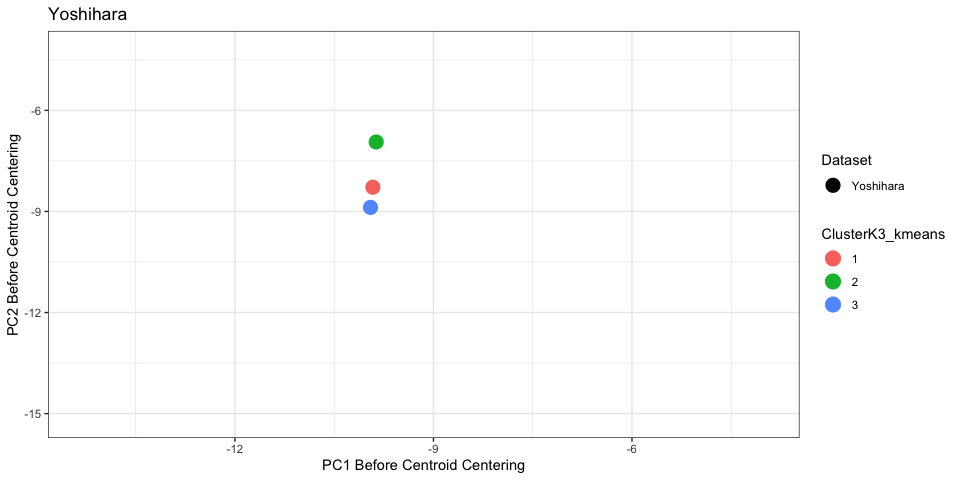 Yoshihara
PC2 Before Centroid Centering
-6
-9
-12
-15
-12
-9
-6
PC1 Before Centroid Centering
Dataset
Yoshihara
ClusterK3_kmeans
1
2
3